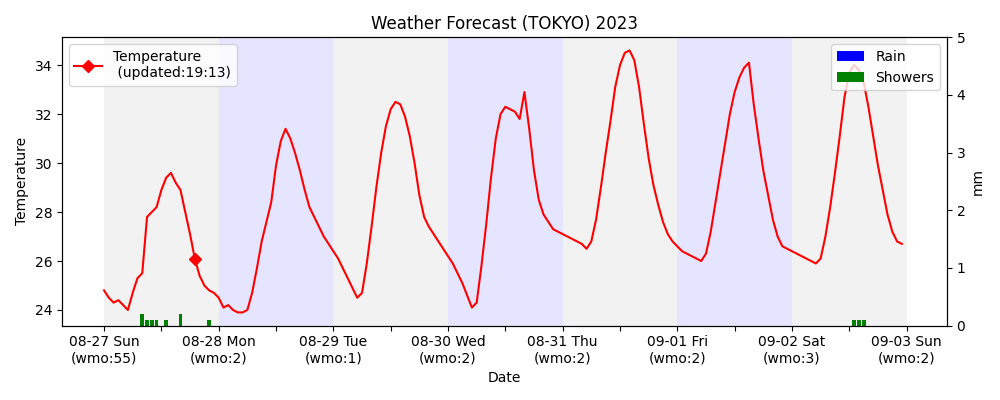 Weather Forecast (TOKYO) 2023
Temperature
(updated:19:13)
Rain
Showers
Temperature
34
32
30
28
26
24
5
4
3
2
1
0
mm
08-27 Sun
(wmo:55)
08-28 Mon
(wmo:2)
08-29 Tue
(wmo:1)
08-30 Wed
(wmo:2)
08-31 Thu
(wmo:2)
09-01 Fri
(wmo:2)
09-02 Sat
(wmo:3)
09-03 Sun
(wmo:2)
Date